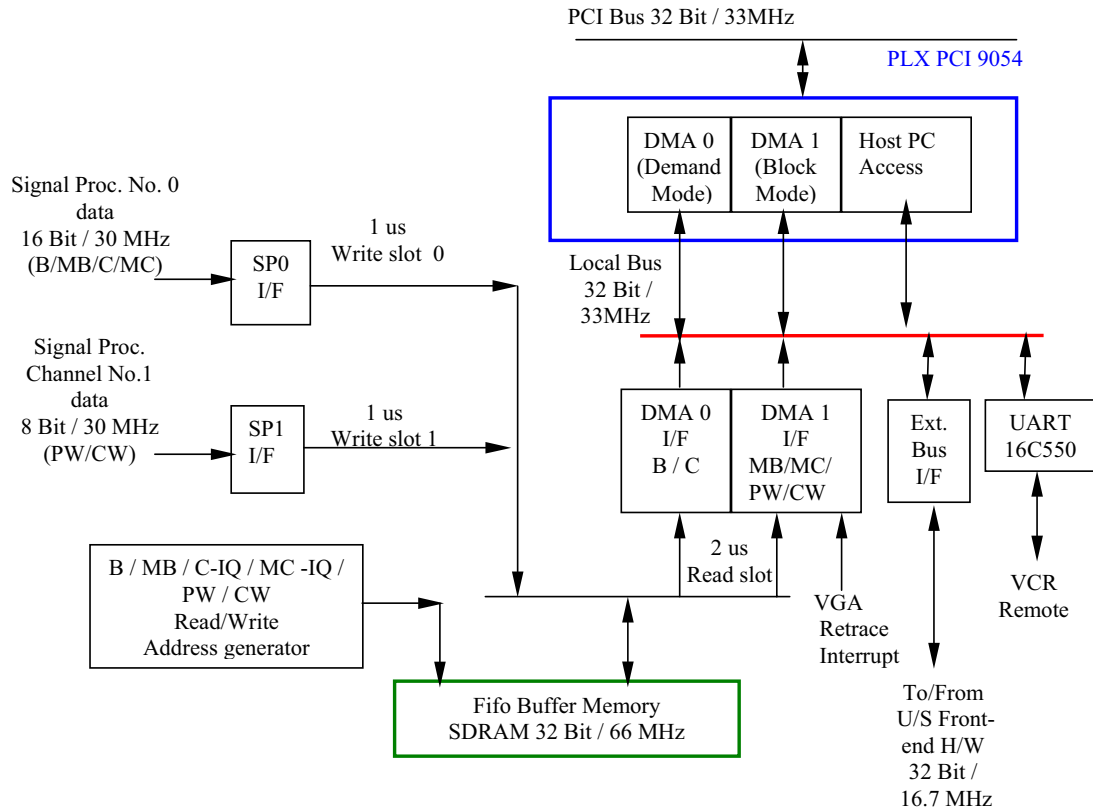 PCI Bus 32 Bit / 33MHz
PLX PCI 9054
DMA 0
(Demand
Mode)
DMA 1
(Block
Mode)
Host PC
Access
Signal Proc. No. 0
data
16 Bit / 30 MHz
(B/MB/C/MC)
SP0
I/F
1 us
Write slot 0
Local Bus
32 Bit /
33MHz
Signal Proc.
Channel No.1
data
8 Bit / 30 MHz
(PW/CW)
SP1
I/F
1 us
Write slot 1
DMA 0
I/F
B / C
DMA 1
I/F
MB/MC/
PW/CW
Ext.
Bus
I/F
UART
16C550
2 us
Read slot
B / MB / C-IQ / MC -IQ /
PW / CW
Read/Write
Address generator
VGA
Retrace
Interrupt
VCR
Remote
Fifo Buffer Memory
SDRAM 32 Bit / 66 MHz
To/From
U/S Front-
end H/W
32 Bit /
16.7 MHz